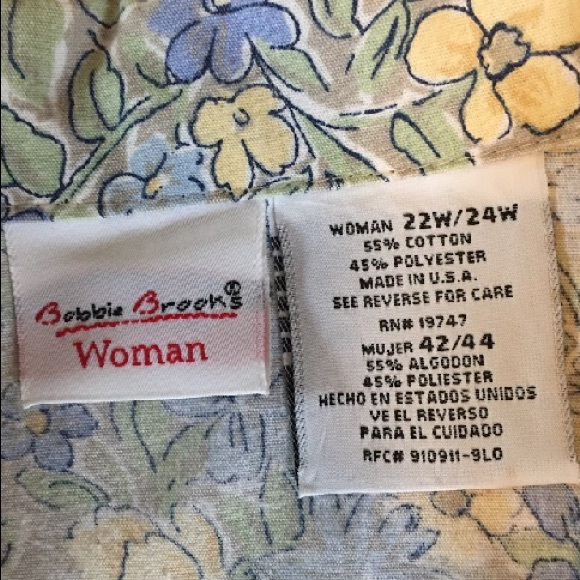 Bobbie Brooks®
Woman
WOMAN 22W/24W
55% COTTON
45% POLYESTER
MADE IN U.S.A.
SEE REVERSE FOR CARE
RN# 19747
MUJER 42/44
55% ALGODON
45% POLIESTER
HECHO EN ESTADOS UNIDOS
VE EL REVERSO
PARA EL CUIDADO
RFC# 910911-9L0